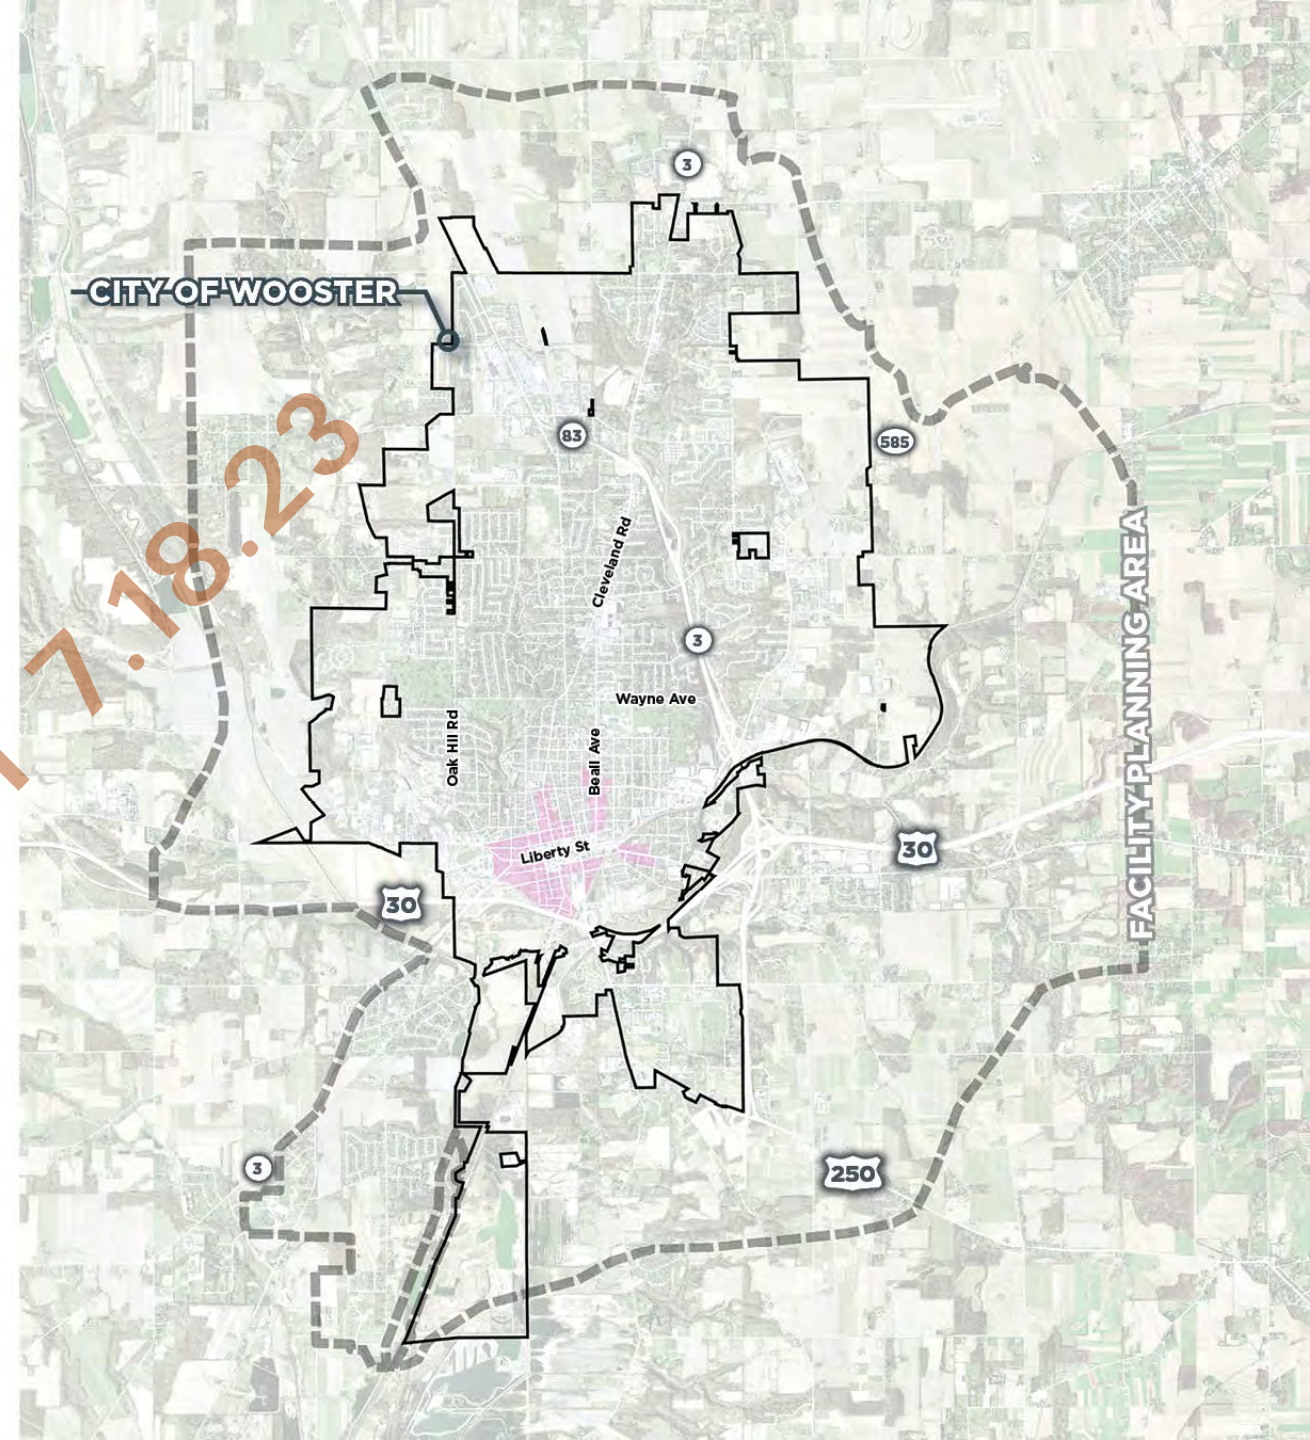 3
CITY OF WOOSTER
83
585
7.18.23
Cleveland Rd
FACILITY PLANNING AREA
3
Wayne Ave
Oak Hll Rd
Beall Ave
Liberty St
30
30
3
250